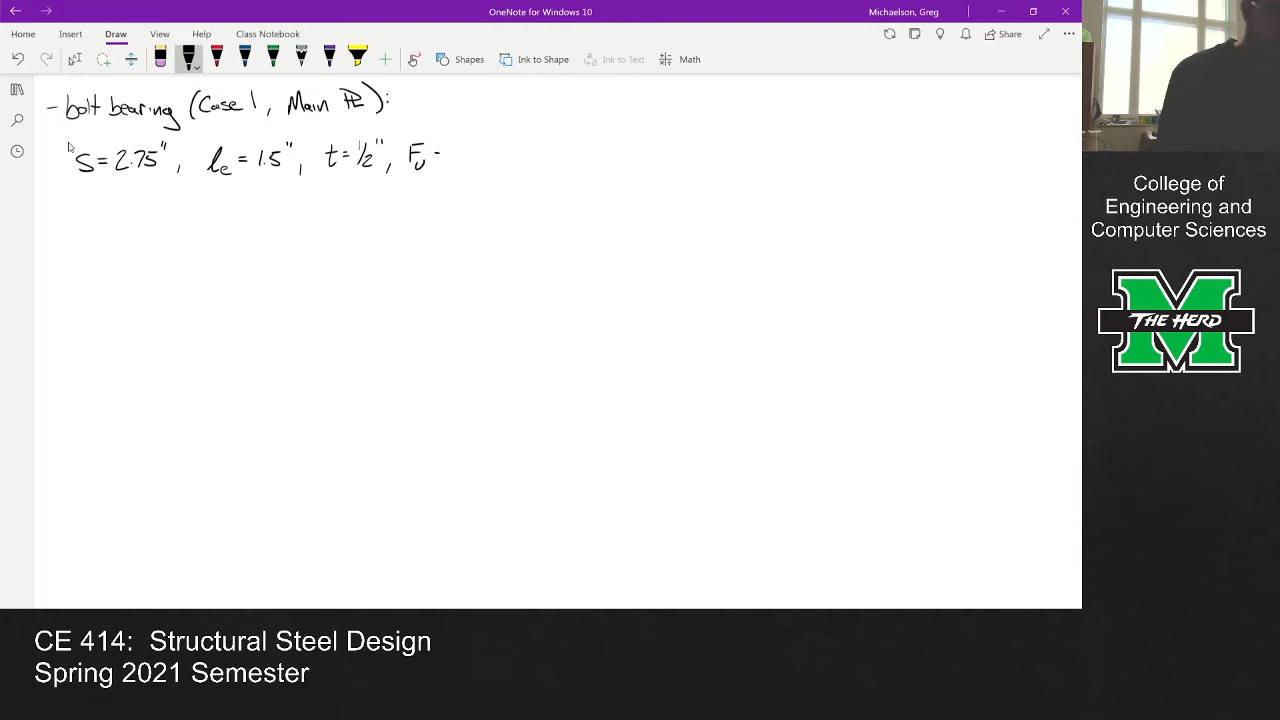 OneNote for Windows 10
Michaelson, Greg
Home Insert Draw View Help Class Notebook
Share
Shapes Ink to Shape Ink to Text Math
- bolt bearing (Case 1, Main PL):
S = 2.75", le = 1.5", t = 1/2", Fu -
College of
Engineering and
Computer Sciences
THE HERD
CE 414: Structural Steel Design
Spring 2021 Semester